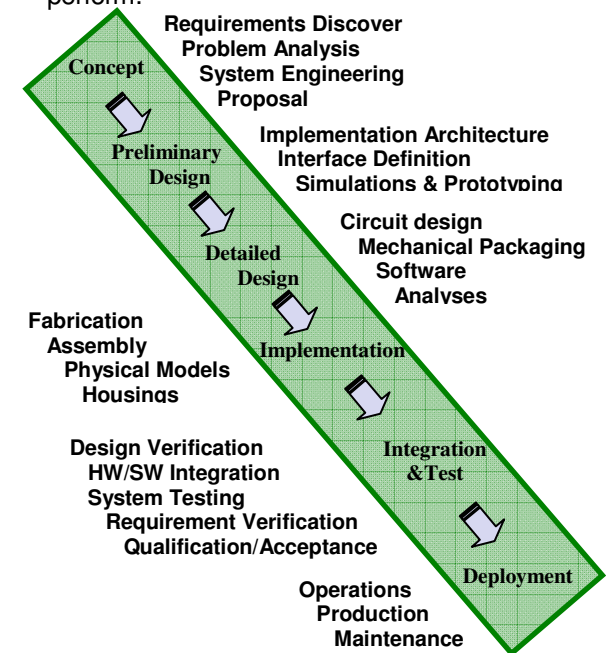 perform.
Requirements Discover
Problem Analysis
System Engineering
Proposal
Concept
Implementation Architecture
Interface Definition
Simulations & Prototyping
Preliminary
Design
Circuit design
Mechanical Packaging
Software
Analyses
Detailed
Design
Fabrication
Assembly
Physical Models
Housings
Implementation
Design Verification
HW/SW Integration
System Testing
Requirement Verification
Qualification/Acceptance
Integration
&Test
Operations
Production
Maintenance
Deployment